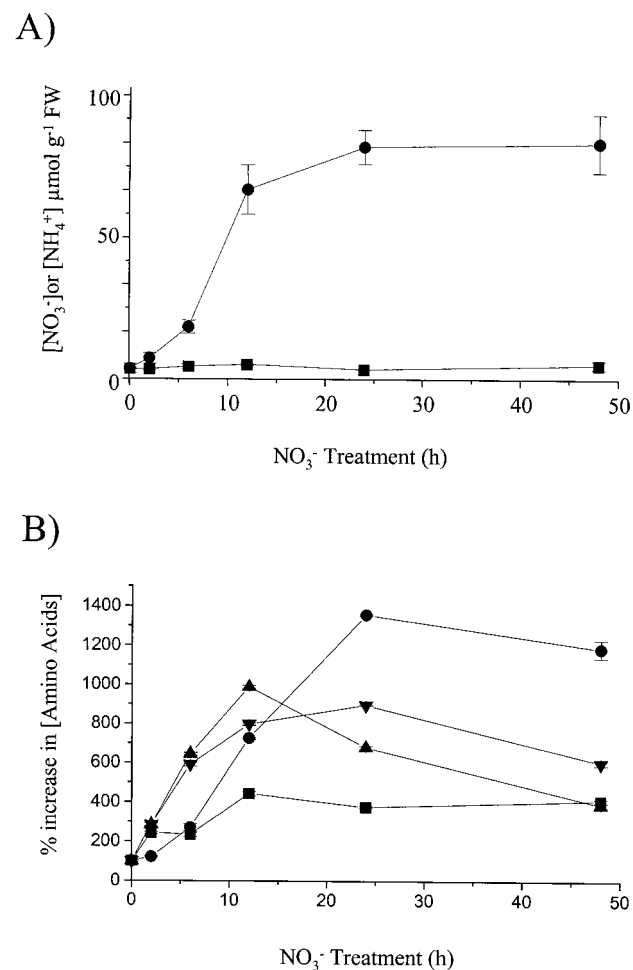 A)
100
50
0
[NO₃⁻]or [NH₄⁺] µmol g⁻¹ FW
0 10 20 30 40 50
NO₃⁻ Treatment (h)
B)
1400
1200
1000
800
600
400
200
0
% increase in [Amino Acids]
0 10 20 30 40 50
NO₃⁻ Treatment (h)